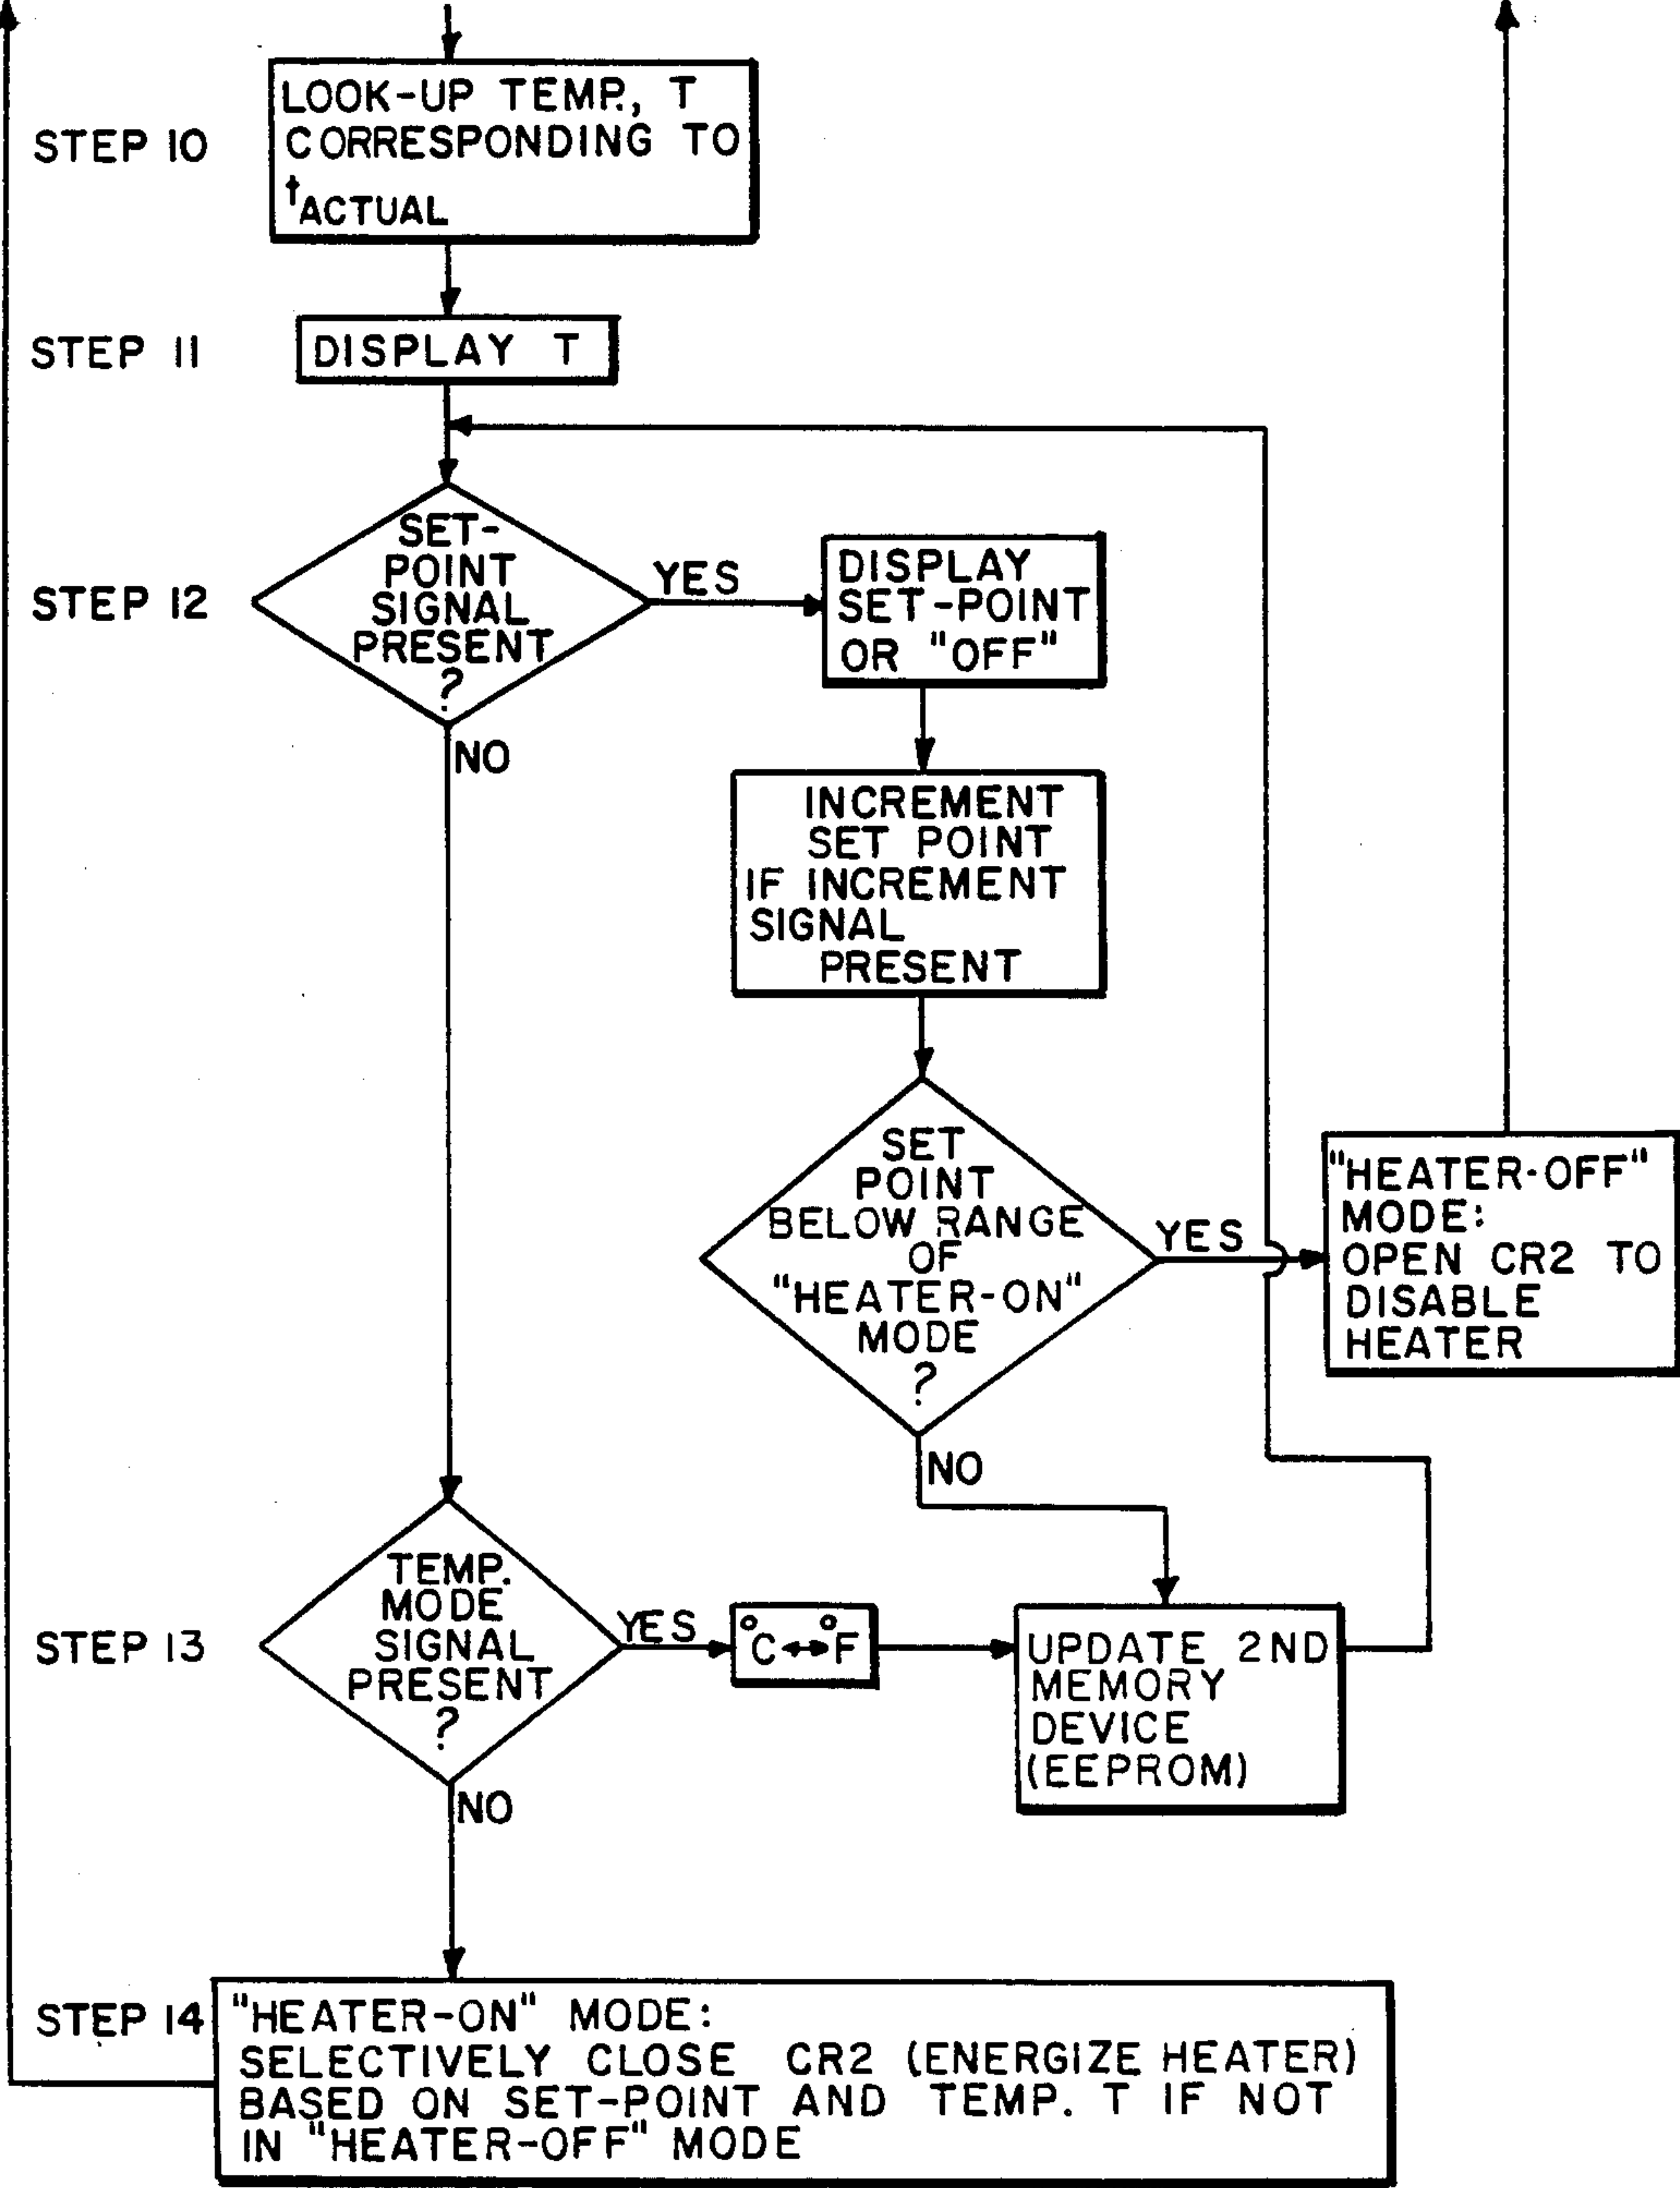 STEP 10
LOOK-UP TEMP., T
CORRESPONDING TO
tACTUAL
STEP 11
DISPLAY T
STEP 12
SET-
POINT
SIGNAL
PRESENT
?
YES
NO
DISPLAY
SET-POINT
OR "OFF"
INCREMENT
SET POINT
IF INCREMENT
SIGNAL
PRESENT
SET
POINT
BELOW RANGE
OF
"HEATER-ON"
MODE
?
YES
NO
"HEATER-OFF"
MODE:
OPEN CR2 TO
DISABLE
HEATER
STEP 13
TEMP.
MODE
SIGNAL
PRESENT
?
YES
NO
°C↔°F
UPDATE 2ND
MEMORY
DEVICE
(EEPROM)
STEP 14
"HEATER-ON" MODE:
SELECTIVELY CLOSE CR2 (ENERGIZE HEATER)
BASED ON SET-POINT AND TEMP. T IF NOT
IN "HEATER-OFF" MODE